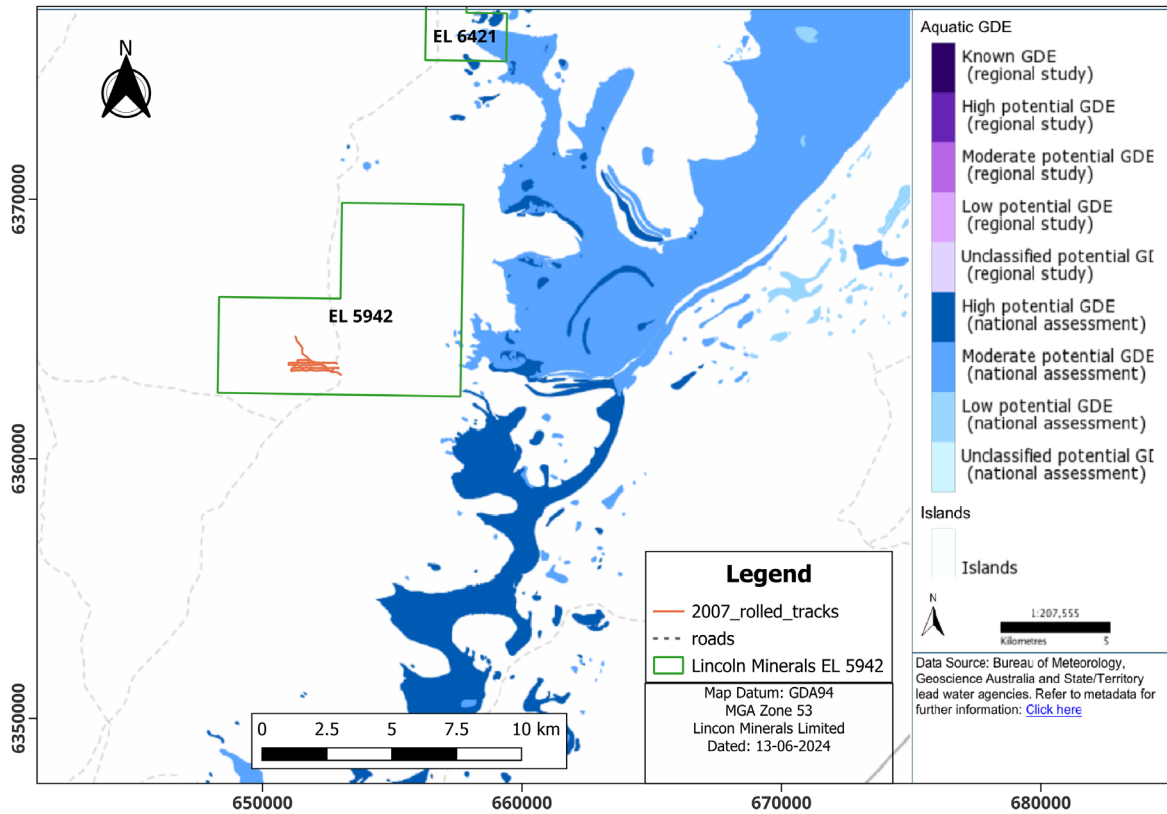 EL 6421
N
EL 5942
6370000
6360000
6350000
650000
660000
670000
680000
0 2.5 5 7.5 10 km
Legend
2007_rolled_tracks
roads
Lincoln Minerals EL 5942
Map Datum: GDA94
MGA Zone 53
Lincon Minerals Limited
Dated: 13-06-2024
Aquatic GDE
Known GDE
(regional study)
High potential GDE
(regional study)
Moderate potential GDE
(regional study)
Low potential GDE
(regional study)
Unclassified potential GD
(regional study)
High potential GDE
(national assessment)
Moderate potential GDE
(national assessment)
Low potential GDE
(national assessment)
Unclassified potential GD
(national assessment)
Islands
Islands
N
1:207,555
Kilometres 5
Data Source: Bureau of Meteorology,
Geoscience Australia and State/Territory
lead water agencies. Refer to metadata for
further information: Click here